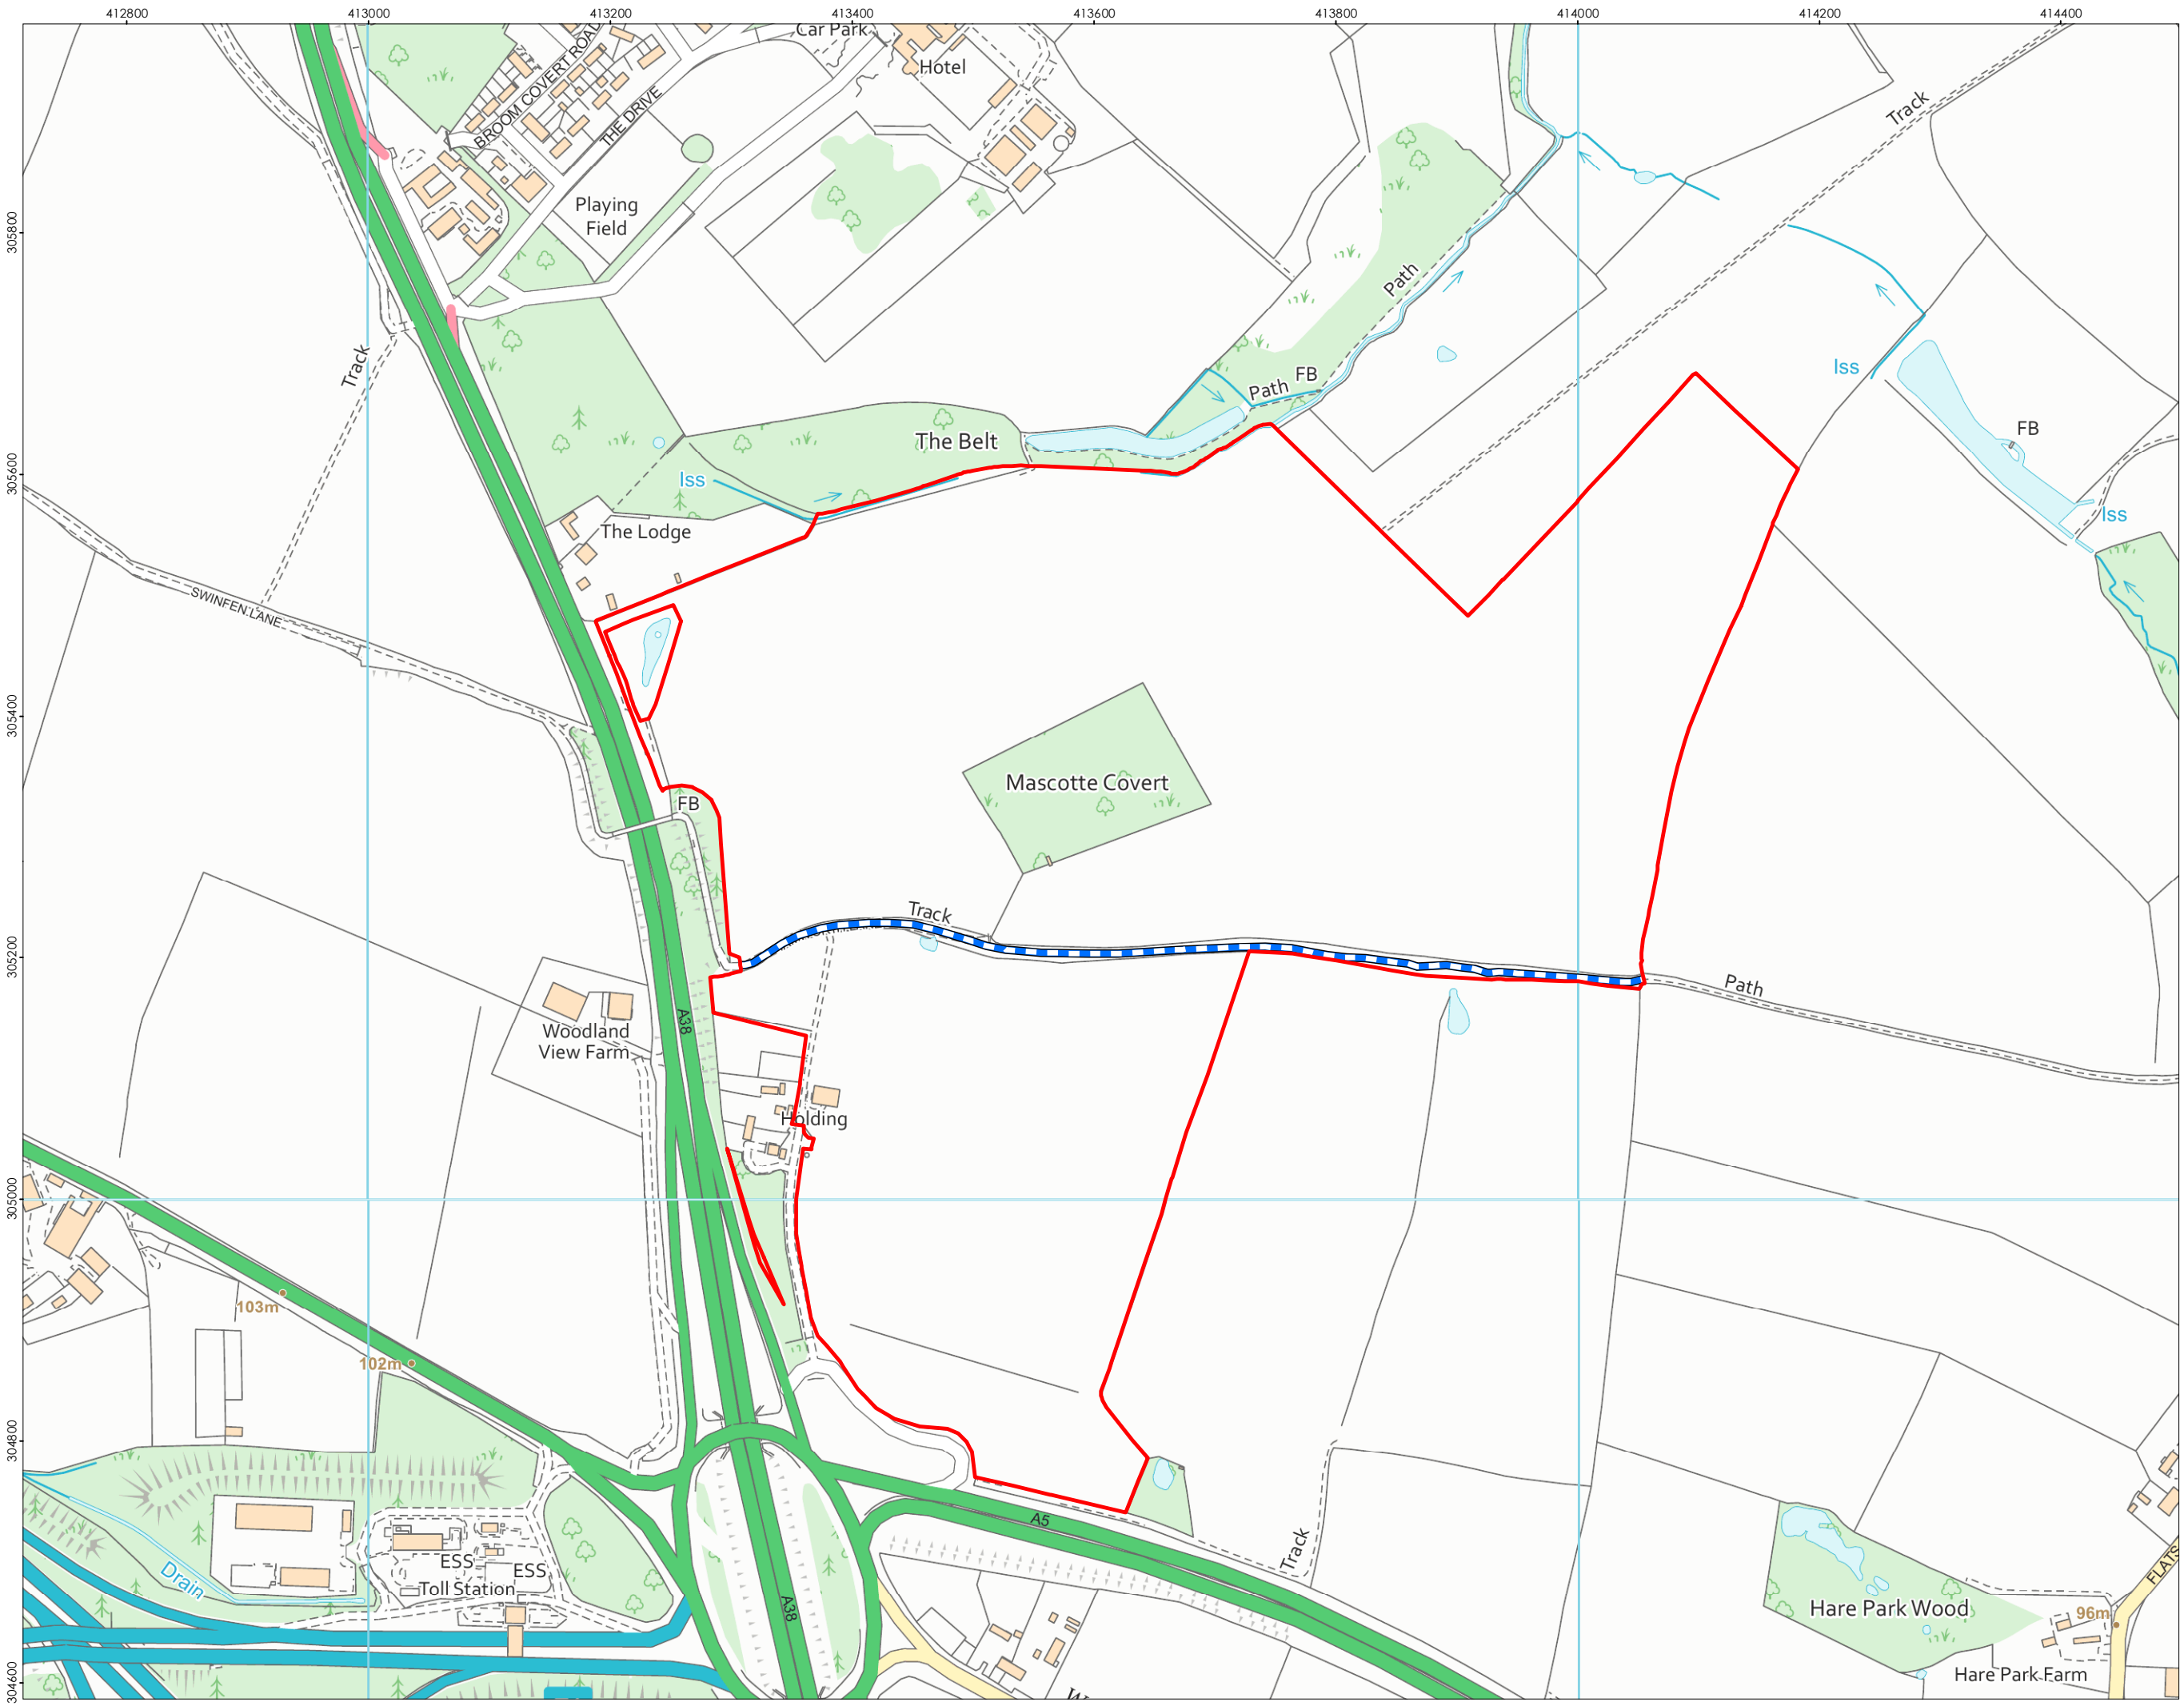 412800
413000
413200
413400
413600
413800
414000
414200
414400
Car Park
Hotel
BROOM COVERT ROAD
THE DRIVE
Track
305800
Playing
Field
Path
Track
Iss
Path
FB
The Belt
FB
305600
Iss
Iss
The Lodge
SWINFEN LANE
305400
Mascotte Covert
FB
Track
305200
Path
A38
Woodland
View Farm
Holding
305000
103m
102m
304800
A5
Track
ESS
ESS
Drain
Toll Station
A38
FLATS
Hare Park Wood
96m
304600
Hare Park Farm